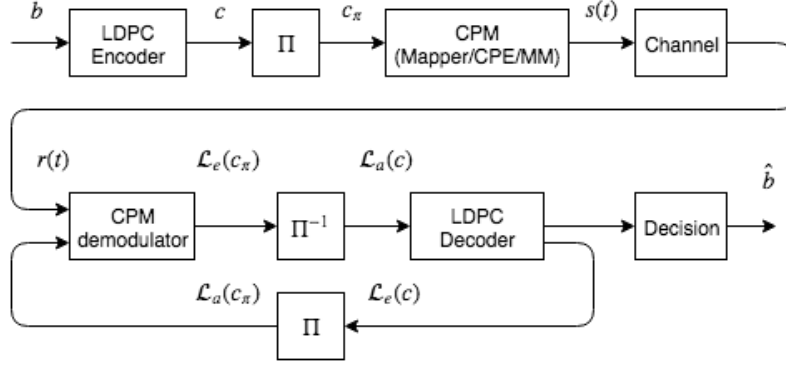 b
c
c_π
s(t)
LDPC
Encoder
Π
CPM
(Mapper/CPE/MM)
Channel
r(t)
ℒ_e(c_π)
ℒ_a(c)
b̂
CPM
demodulator
Π⁻¹
LDPC
Decoder
Decision
ℒ_a(c_π)
ℒ_e(c)
Π